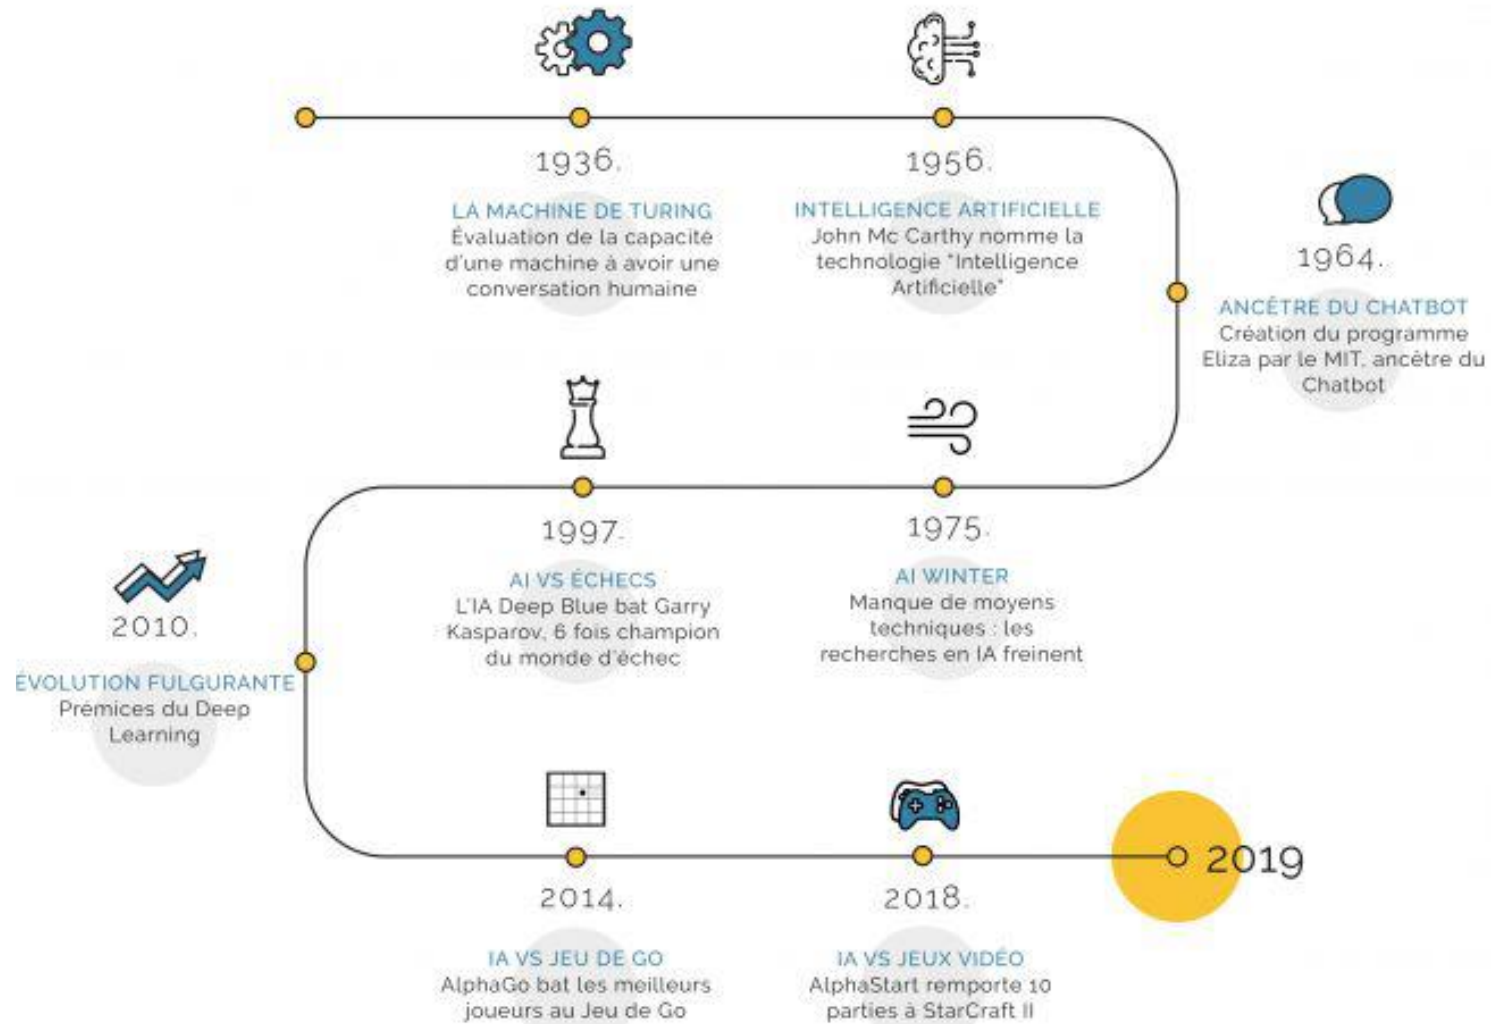 1936.
LA MACHINE DE TURING
Évaluation de la capacité
d'une machine à avoir une
conversation humaine
1956.
INTELLIGENCE ARTIFICIELLE
John Mc Carthy nomme la
technologie "Intelligence
Artificielle"
1964.
ANCÊTRE DU CHATBOT
Création du programme
Eliza par le MIT, ancêtre du
Chatbot
1975.
AI WINTER
Manque de moyens
techniques : les
recherches en IA freinent
1997.
AI VS ÉCHECS
L'IA Deep Blue bat Garry
Kasparov, 6 fois champion
du monde d'échec
2010.
ÉVOLUTION FULGURANTE
Prémices du Deep
Learning
2014.
IA VS JEU DE GO
AlphaGo bat les meilleurs
joueurs au Jeu de Go
2018.
IA VS JEUX VIDÉO
AlphaStart remporte 10
parties à StarCraft II
2019